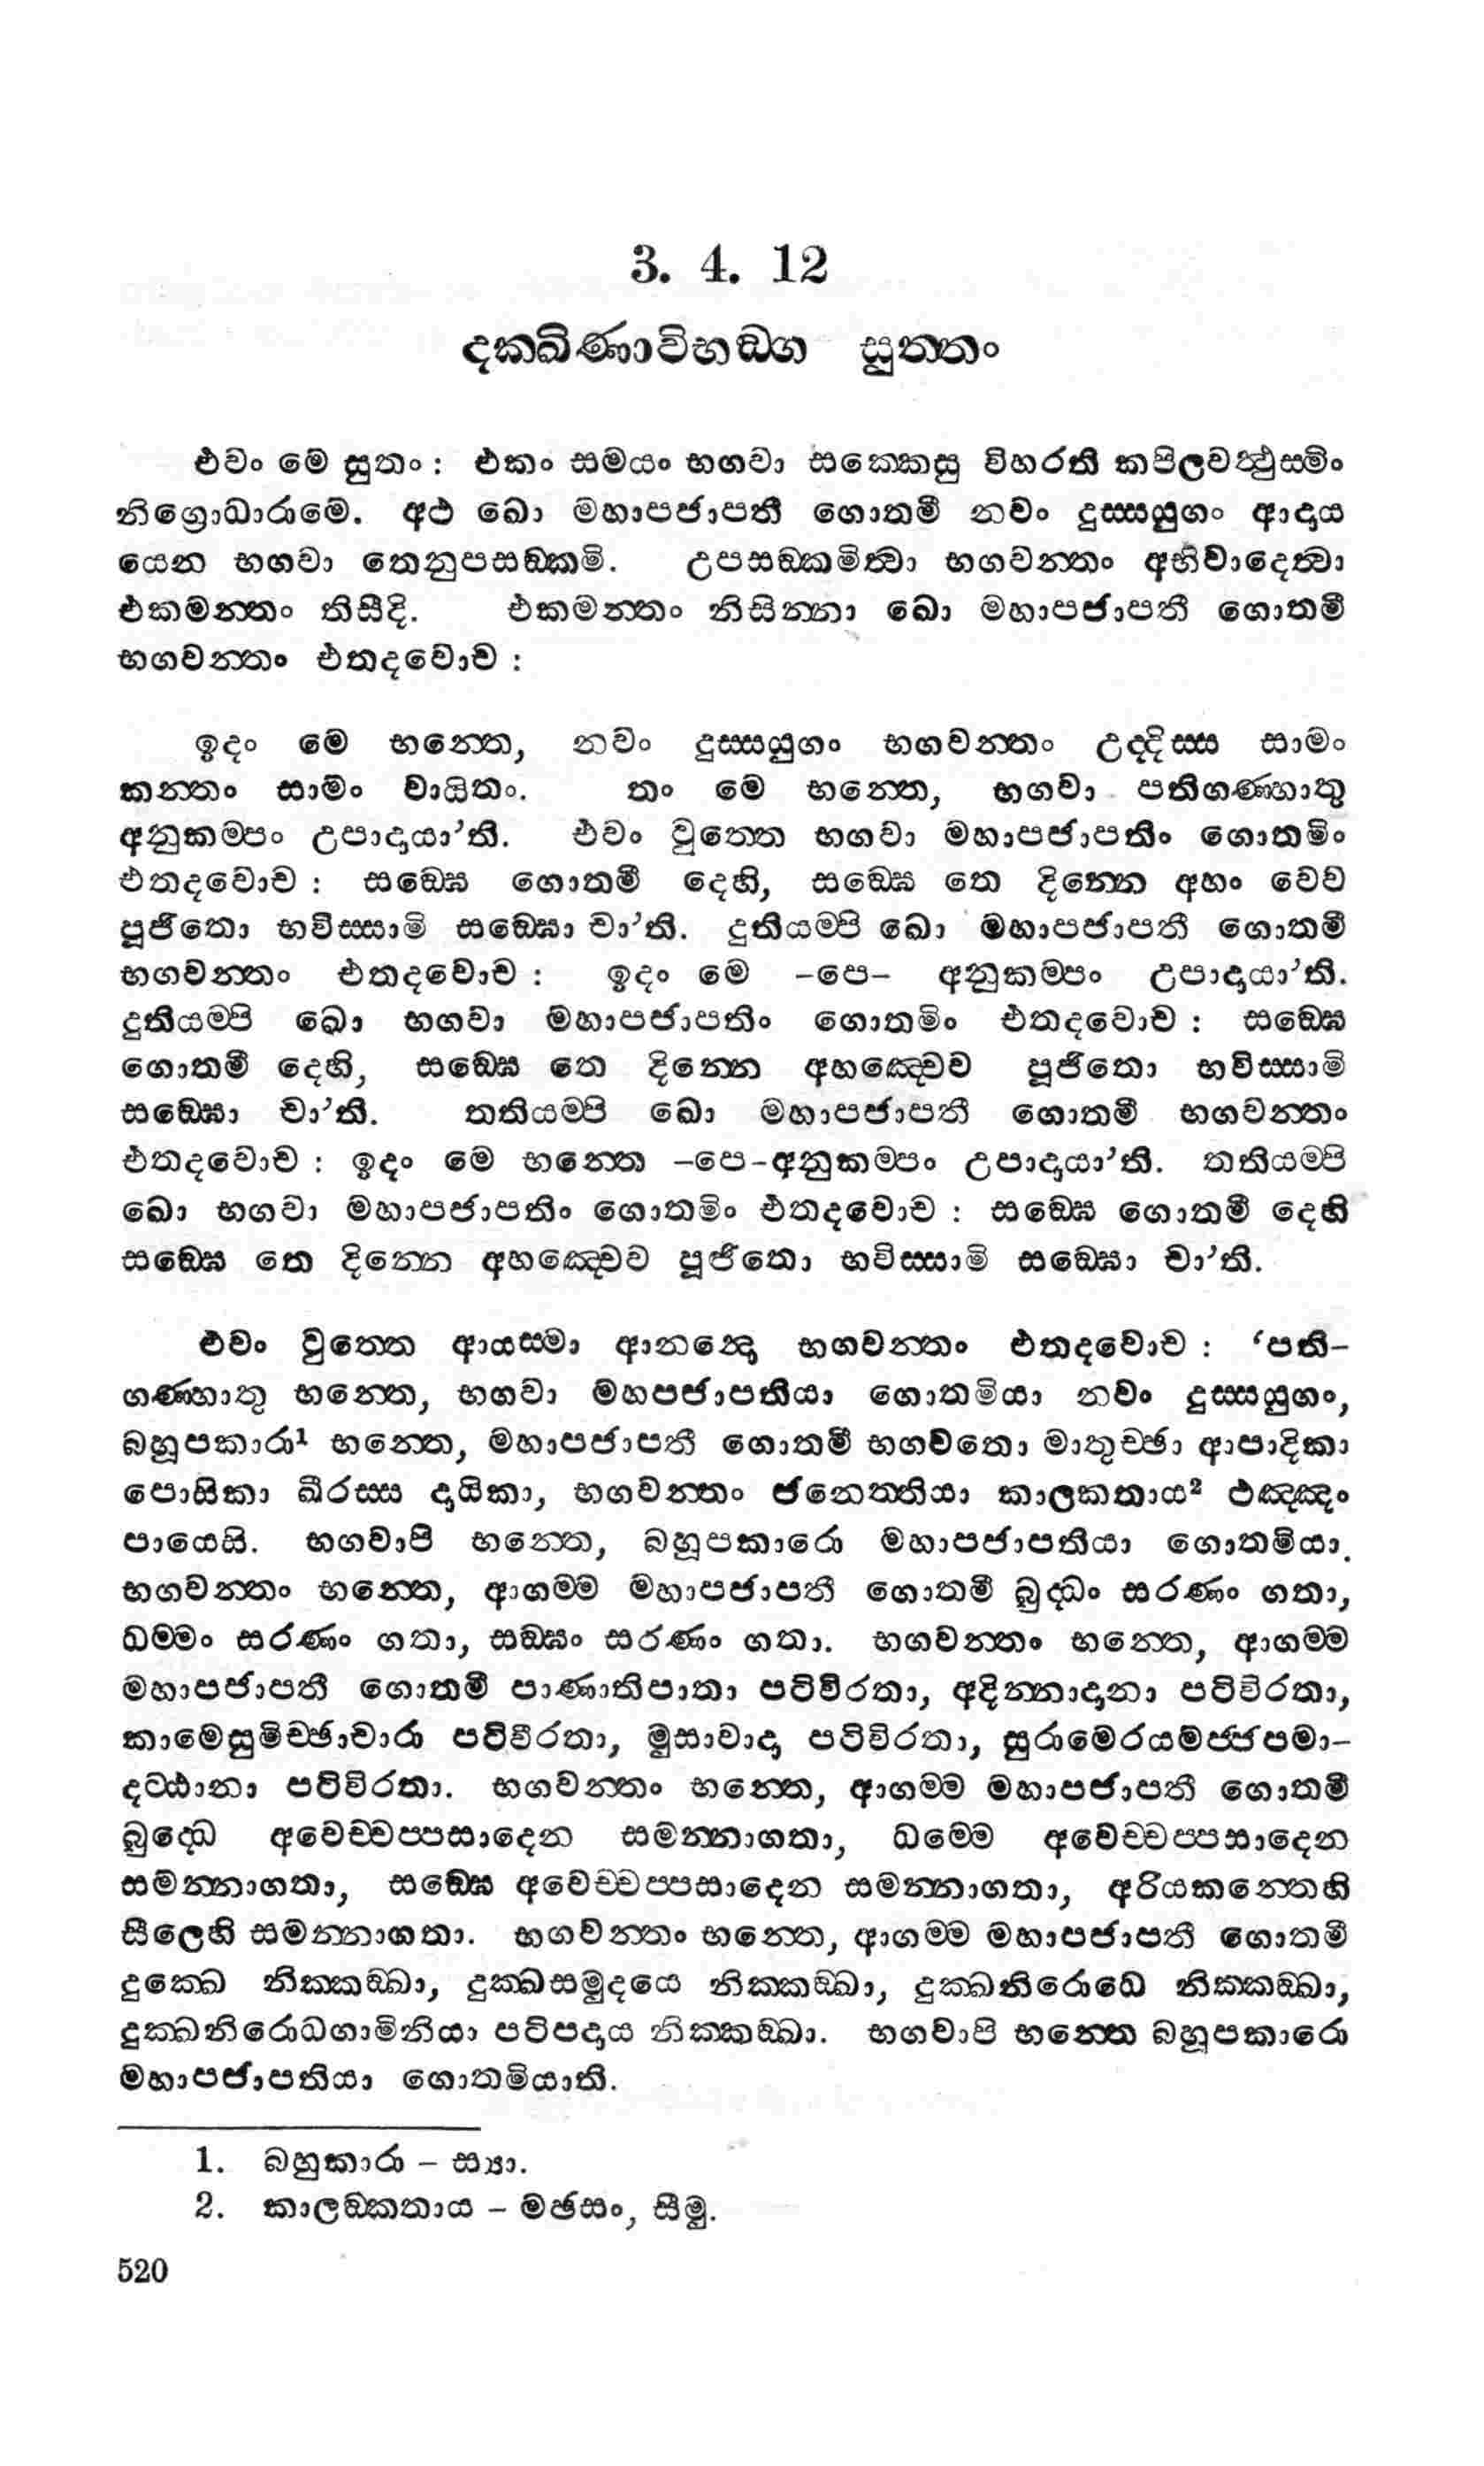 3. 4. 12
දක්ඛිණාවිභඞ්ග සුත්තං
එවං මෙ සුතං: එකං සමයං භගවා සක්කෙසු විහරති කපිලවත්ථුස්මිං
නිග්‍රොධාරාමෙ. අථ ඛො මහාපජාපතී ගොතමී නවං දුස්සයුගං ආදාය
යෙන භගවා තෙනුපසඞ්කමි. උපසඞ්කමිත්වා භගවන්තං අභිවාදෙත්වා
එකමන්තං නිසීදි. එකමන්තං නිසින්නා ඛො මහාපජාපතී ගොතමී
භගවන්තං එතදවොච :
ඉදං මෙ භන්තෙ, නවං දුස්සයුගං භගවන්තං උද්දිස්ස සාමං
කන්තං සාමං වායිතං. තං මෙ භන්තෙ, භගවා පතිගණ්හාතු
අනුකම්පං උපාදායා’ති. එවං වුත්තෙ භගවා මහාපජාපතිං ගොතමිං
එතදවොච : සඞ්ඝෙ ගොතමී දෙහි, සඞ්ඝෙ තෙ දින්නෙ අහං චෙව
පූජිතො භවිස්සාමි සඞ්ඝො චා’ති. දුතියම්පි ඛො මහාපජාපතී ගොතමී
භගවන්තං එතදවොච : ඉදං මෙ -පෙ- අනුකම්පං උපාදායා’ති.
දුතියම්පි ඛො භගවා මහාපජාපතිං ගොතමිං එතදවොච : සඞ්ඝෙ
ගොතමී දෙහි, සඞ්ඝෙ තෙ දින්නෙ අහඤ්චෙව පූජිතො භවිස්සාමි
සඞ්ඝො චා’ති. තතියම්පි ඛො මහාපජාපතී ගොතමී භගවන්තං
එතදවොච : ඉදං මෙ භන්තෙ -පෙ-අනුකම්පං උපාදායා’ති. තතියම්පි
ඛො භගවා මහාපජාපතිං ගොතමිං එතදවොච : සඞ්ඝෙ ගොතමී දෙහි
සඞ්ඝෙ තෙ දින්නෙ අහඤ්චෙව පූජිතො භවිස්සාමි සඞ්ඝො චා’ති.
එවං වුත්තෙ ආයස්මා ආනන්දො භගවන්තං එතදවොච : ‘පති-
ගණ්හාතු භන්තෙ, භගවා මහපජාපතියා ගොතමියා නවං දුස්සයුගං,
බහූපකාරා¹ භන්තෙ, මහාපජාපතී ගොතමී භගවතො මාතුච්ඡා ආපාදිකා
පොසිකා ඛීරස්ස දායිකා, භගවන්තං ජනෙත්තියා කාලකතාය² ථඤ්ඤං
පායෙසි. භගවාපි භන්තෙ, බහූපකාරො මහාපජාපතියා ගොතමියා.
භගවන්තං භන්තෙ, ආගම්ම මහාපජාපතී ගොතමී බුද්ධං සරණං ගතා,
ධම්මං සරණං ගතා, සඞ්ඝං සරණං ගතා. භගවන්තං භන්තෙ, ආගම්ම
මහාපජාපතී ගොතමී පාණාතිපාතා පටිවිරතා, අදින්නාදානා පටිවිරතා,
කාමෙසුමිච්ඡාචාරා පටිවිරතා, මුසාවාදා පටිවිරතා, සුරාමෙරයමජ්ජපමා-
දට්ඨානා පටිවිරතා. භගවන්තං භන්තෙ, ආගම්ම මහාපජාපතී ගොතමී
බුද්ධෙ අවෙච්චප්පසාදෙන සමන්නාගතා, ධම්මෙ අවෙච්චප්පසාදෙන
සමන්නාගතා, සඞ්ඝෙ අවෙච්චප්පසාදෙන සමන්නාගතා, අරියකන්තෙහි
සීලෙහි සමන්නාගතා. භගවන්තං භන්තෙ, ආගම්ම මහාපජාපතී ගොතමී
දුක්ඛෙ නික්කඞ්ඛා, දුක්ඛසමුදයෙ නික්කඞ්ඛා, දුක්ඛනිරොධෙ නික්කඞ්ඛා,
දුක්ඛනිරොධගාමිනියා පටිපදාය නික්කඞ්ඛා. භගවාපි භන්තෙ බහූපකාරො
මහාපජාපතියා ගොතමියාති.
1. බහුකාරා – ස්‍යා.
2. කාලඞ්කතාය – මඡසං, සීමු.
520